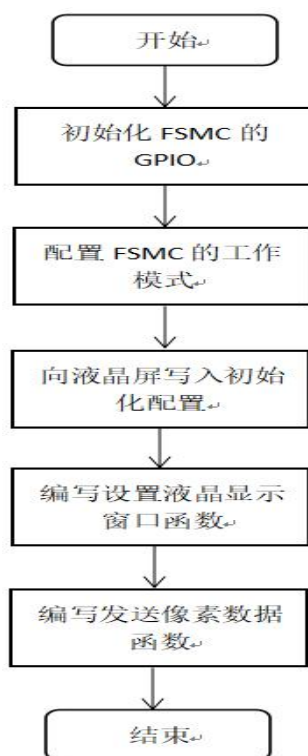 开始
初始化 FSMC 的
GPIO
配置 FSMC 的工作
模式
向液晶屏写入初始
化配置
编写设置液晶显示
窗口函数
编写发送像素数据
函数
结束